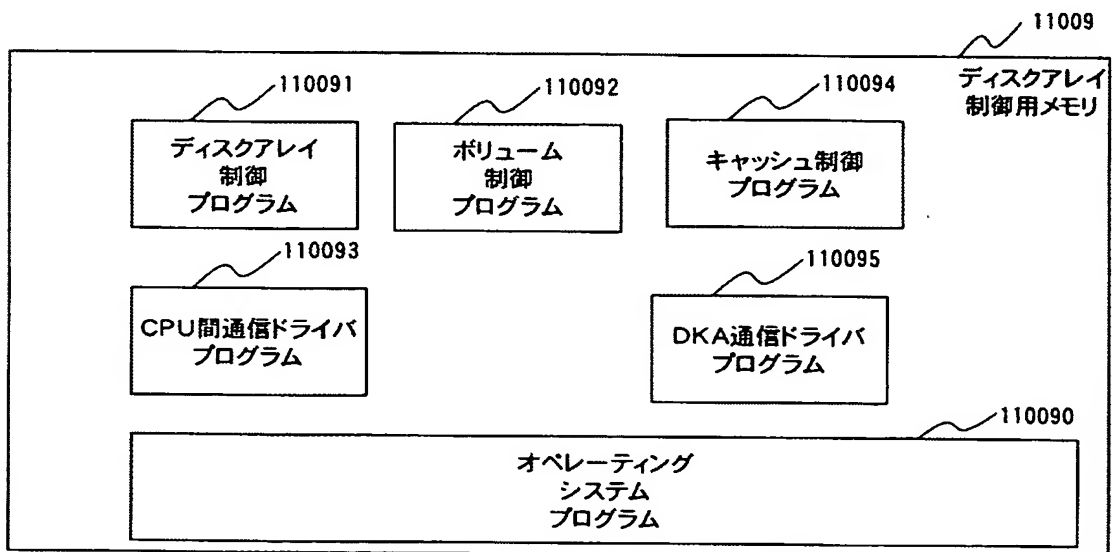 11009
ディスクアレイ
制御用メモリ
110091
ディスクアレイ
制御
プログラム
110092
ボリューム
制御
プログラム
110094
キャッシュ制御
プログラム
110093
CPU間通信ドライバ
プログラム
110095
DKA通信ドライバ
プログラム
110090
オペレーティング
システム
プログラム